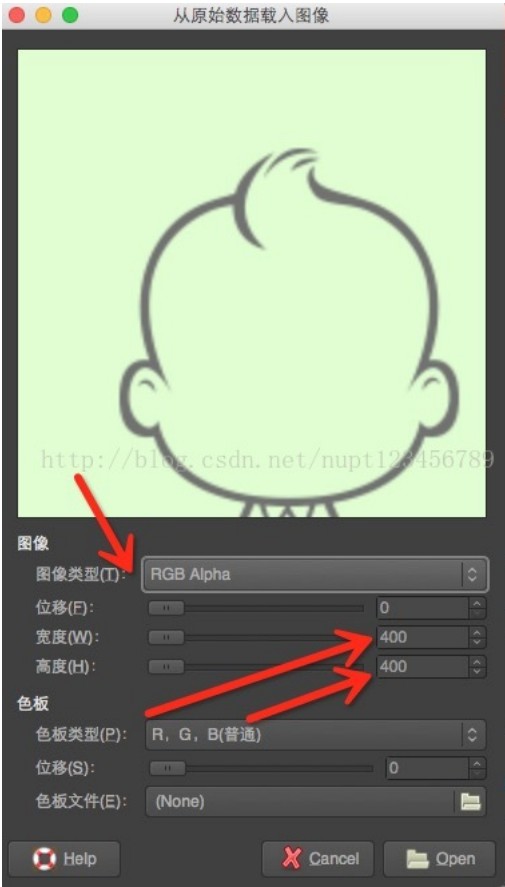 从原始数据载入图像
http://blog.csdn.net/nupt123456789
图像
图像类型(T): RGB Alpha
位移(F): 0
宽度(W): 400
高度(H): 400
色板
色板类型(P): R，G，B(普通)
位移(S): 0
色板文件(E): (None)
Help Cancel Open